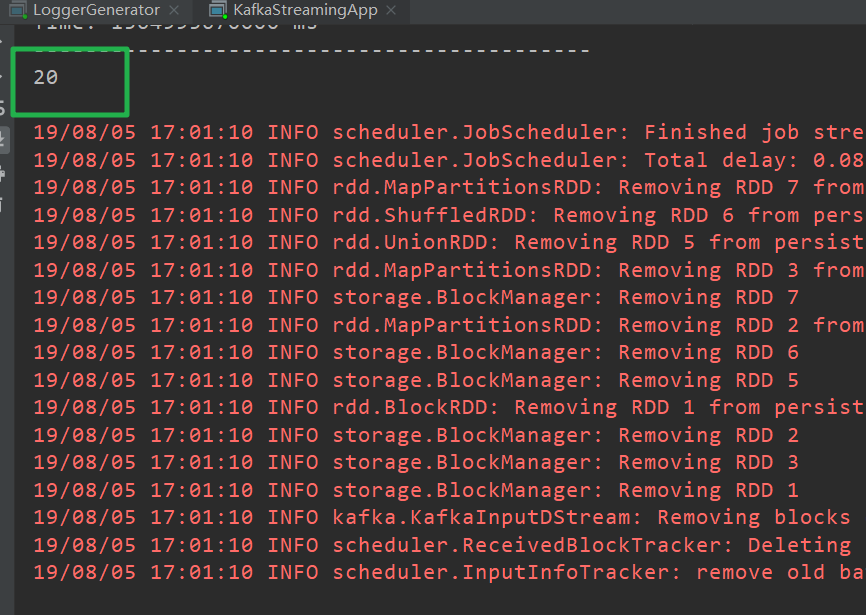 LoggerGenerator KafkaStreamingApp
-------------------------------------------
20
19/08/05 17:01:10 INFO scheduler.JobScheduler: Finished job stre
19/08/05 17:01:10 INFO scheduler.JobScheduler: Total delay: 0.08
19/08/05 17:01:10 INFO rdd.MapPartitionsRDD: Removing RDD 7 from
19/08/05 17:01:10 INFO rdd.ShuffledRDD: Removing RDD 6 from pers
19/08/05 17:01:10 INFO rdd.UnionRDD: Removing RDD 5 from persist
19/08/05 17:01:10 INFO rdd.MapPartitionsRDD: Removing RDD 3 from
19/08/05 17:01:10 INFO storage.BlockManager: Removing RDD 7
19/08/05 17:01:10 INFO rdd.MapPartitionsRDD: Removing RDD 2 from
19/08/05 17:01:10 INFO storage.BlockManager: Removing RDD 6
19/08/05 17:01:10 INFO storage.BlockManager: Removing RDD 5
19/08/05 17:01:10 INFO rdd.BlockRDD: Removing RDD 1 from persist
19/08/05 17:01:10 INFO storage.BlockManager: Removing RDD 2
19/08/05 17:01:10 INFO storage.BlockManager: Removing RDD 3
19/08/05 17:01:10 INFO storage.BlockManager: Removing RDD 1
19/08/05 17:01:10 INFO kafka.KafkaInputDStream: Removing blocks
19/08/05 17:01:10 INFO scheduler.ReceivedBlockTracker: Deleting
19/08/05 17:01:10 INFO scheduler.InputInfoTracker: remove old ba